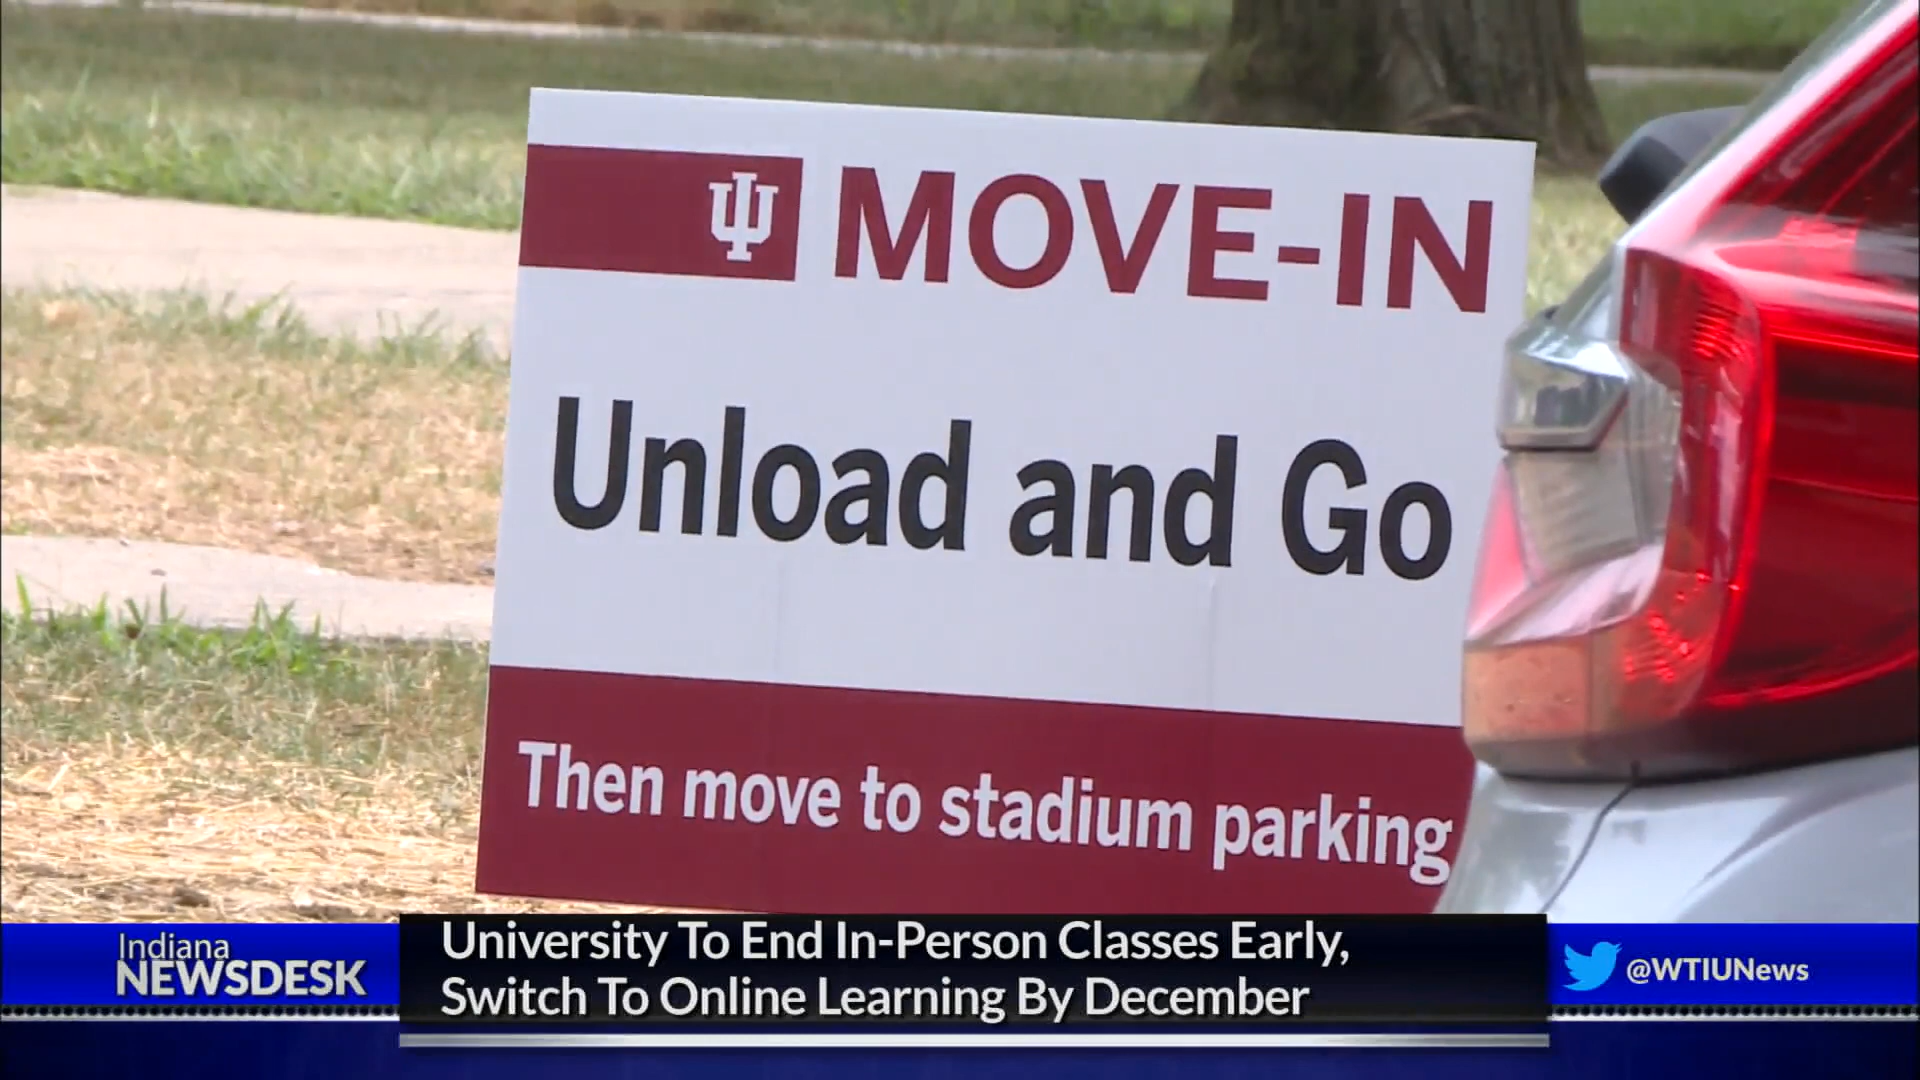 MOVE-IN
Unload and Go
Then move to stadium parking
Indiana
NEWSDESK
University To End In-Person Classes Early,
Switch To Online Learning By December
@WTIUNews